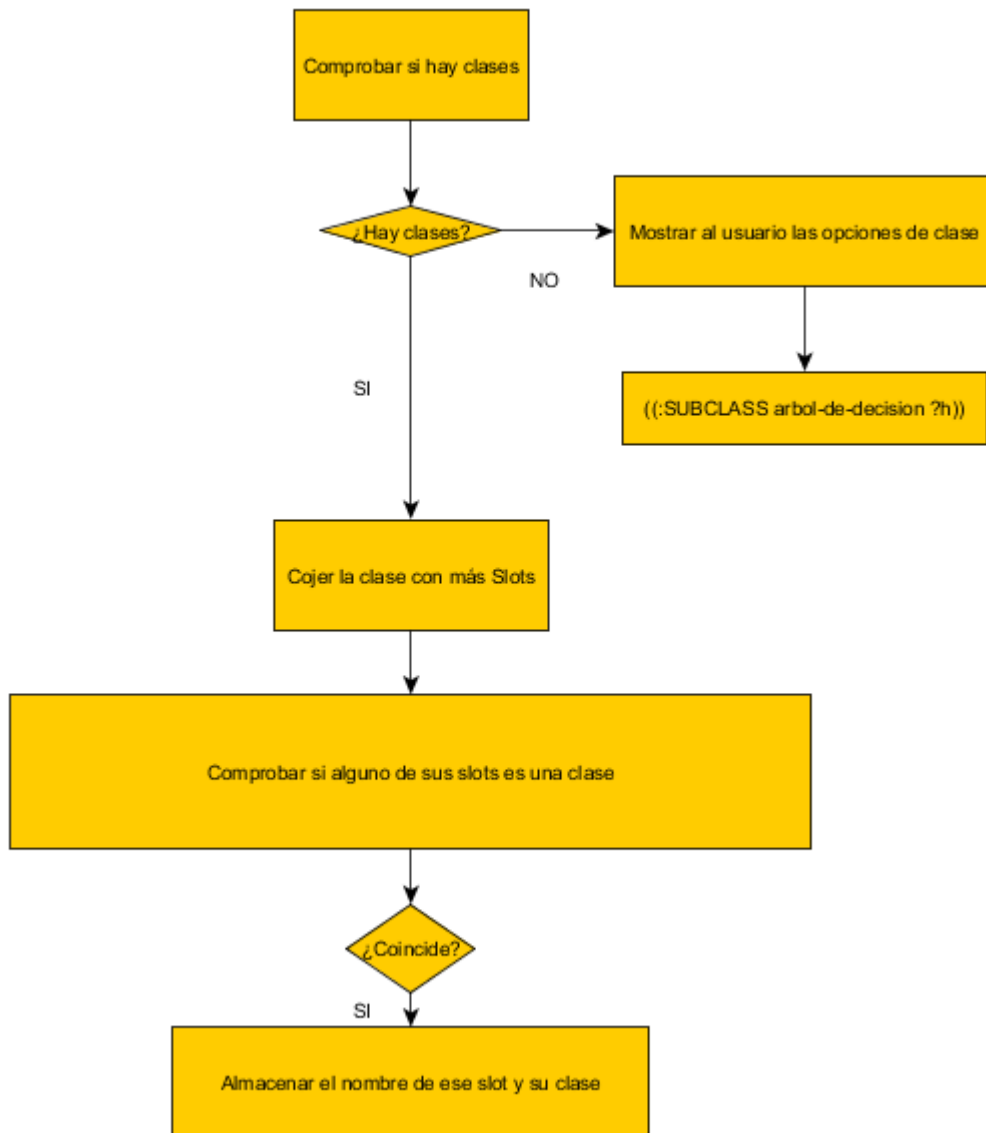 Comprobar si hay clases
¿Hay clases?
Mostrar al usuario las opciones de clase
NO
SI
((:SUBCLASS arbol-de-decision ?h))
Cojer la clase con más Slots
Comprobar si alguno de sus slots es una clase
¿Coincide?
SI
Almacenar el nombre de ese slot y su clase